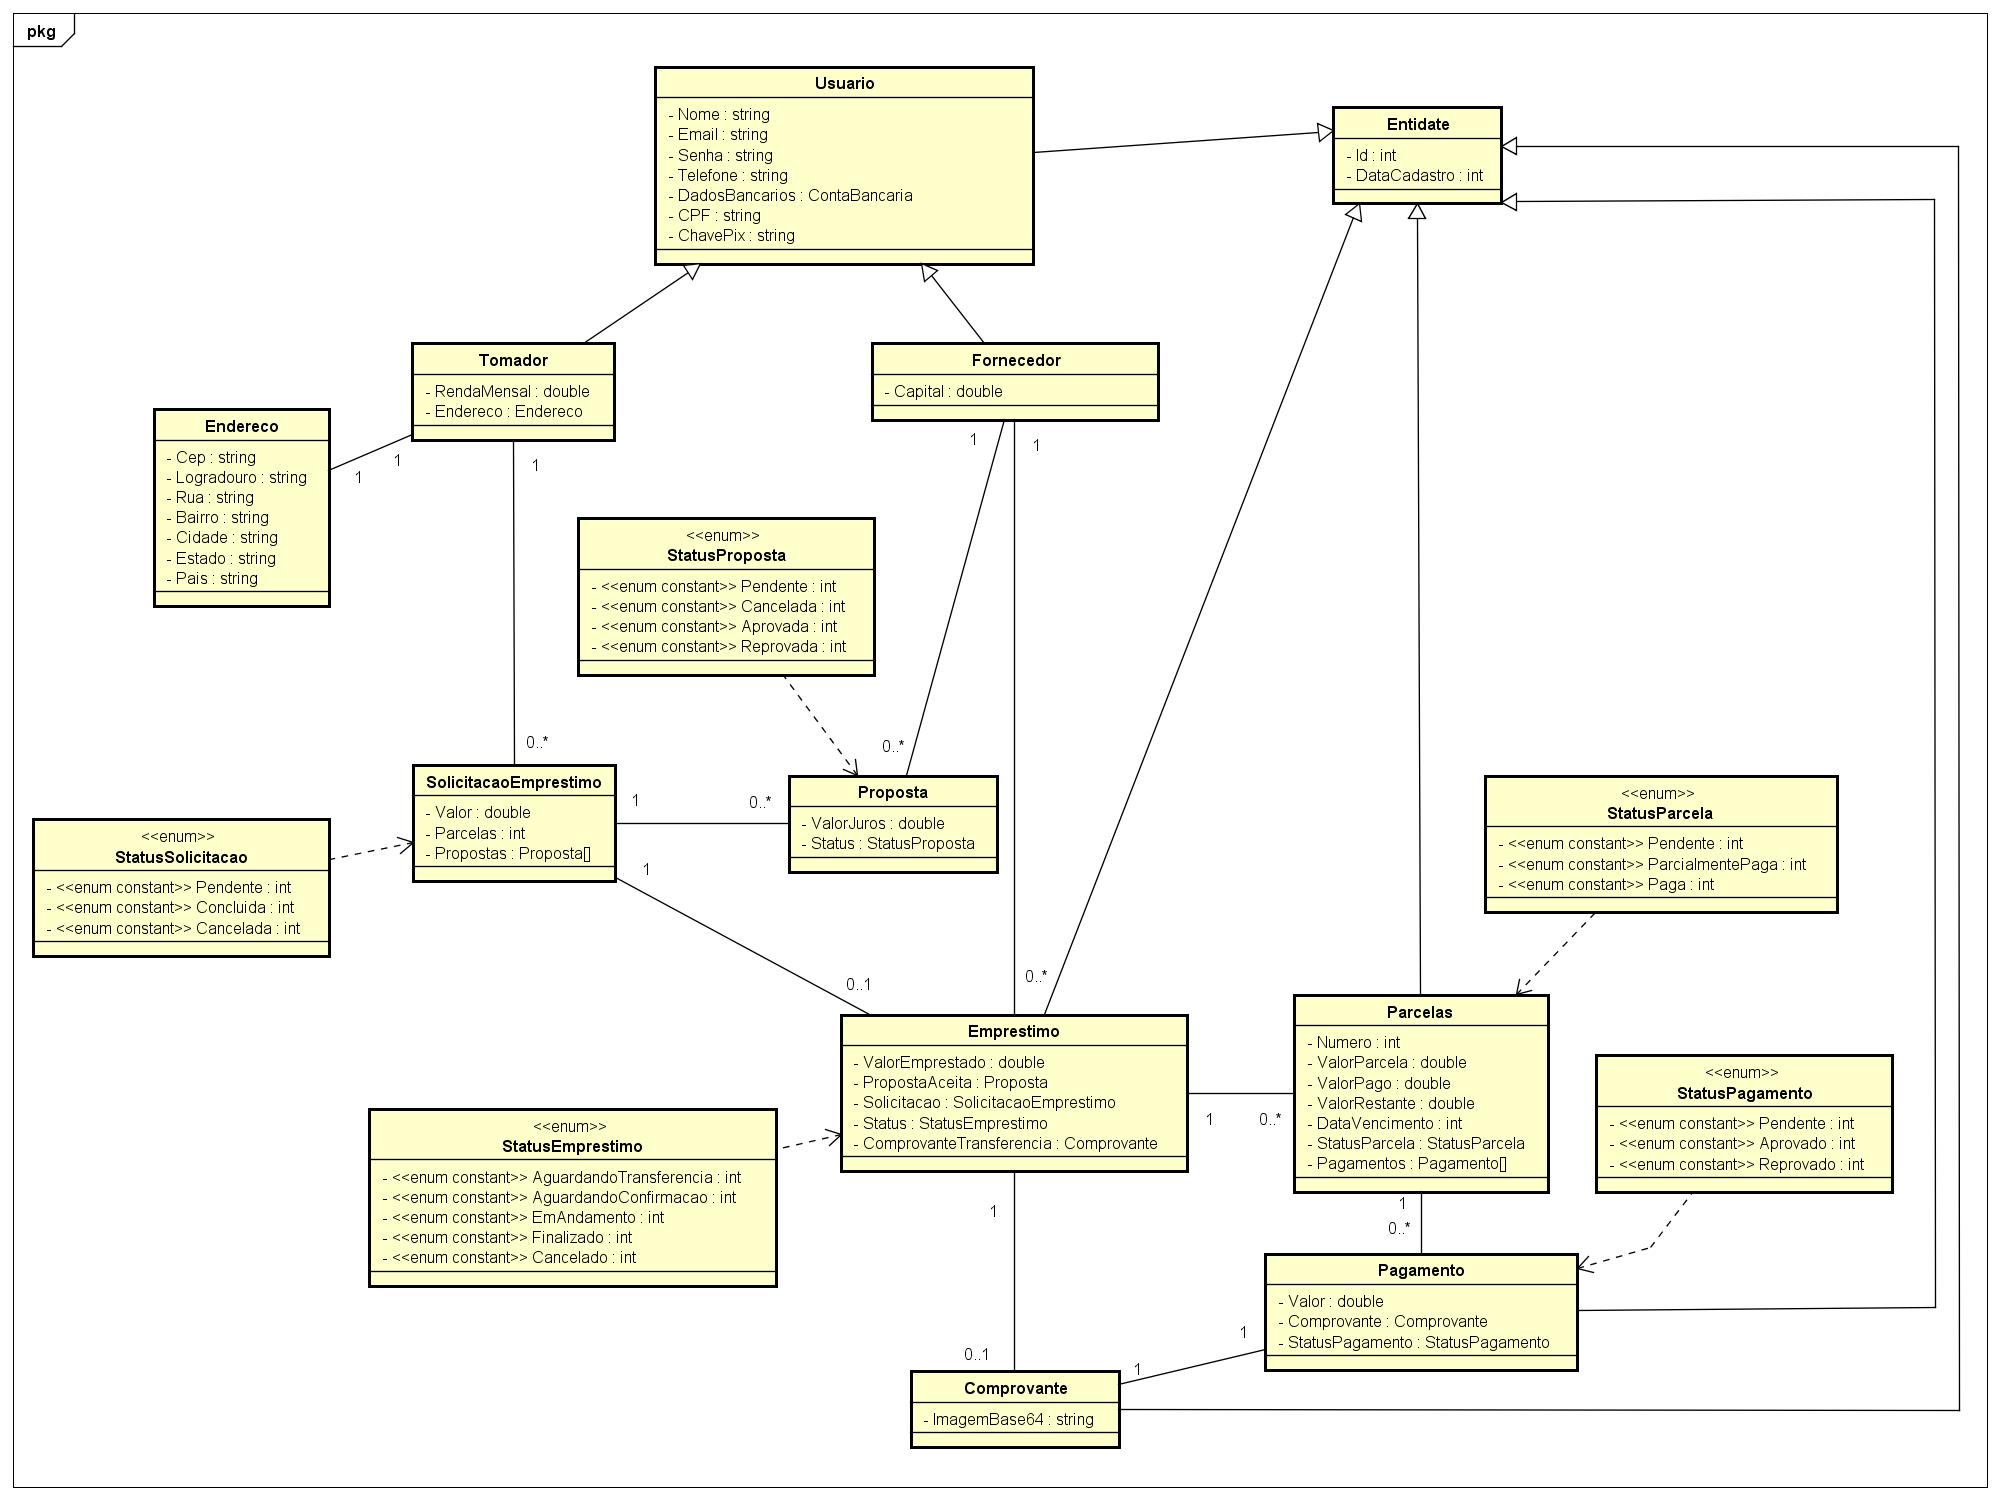 pkg
Usuario
- Nome : string
- Email : string
- Senha : string
- Telefone : string
- DadosBancarios : ContaBancaria
- CPF : string
- ChavePix : string
Entidate
- Id : int
- DataCadastro : int
Tomador
- RendaMensal : double
- Endereco : Endereco
Fornecedor
- Capital : double
Endereco
- Cep : string
- Logradouro : string
- Rua : string
- Bairro : string
- Cidade : string
- Estado : string
- Pais : string
1
1
1
1
1
<<enum>>
StatusProposta
- <<enum constant>> Pendente : int
- <<enum constant>> Cancelada : int
- <<enum constant>> Aprovada : int
- <<enum constant>> Reprovada : int
0..*
0..*
SolicitacaoEmprestimo
- Valor : double
- Parcelas : int
- Propostas : Proposta[]
1
0..*
Proposta
- ValorJuros : double
- Status : StatusProposta
<<enum>>
StatusParcela
- <<enum constant>> Pendente : int
- <<enum constant>> ParcialmentePaga : int
- <<enum constant>> Paga : int
<<enum>>
StatusSolicitacao
- <<enum constant>> Pendente : int
- <<enum constant>> Concluida : int
- <<enum constant>> Cancelada : int
1
0..1
0..*
Emprestimo
- ValorEmprestado : double
- PropostaAceita : Proposta
- Solicitacao : SolicitacaoEmprestimo
- Status : StatusEmprestimo
- ComprovanteTransferencia : Comprovante
1
0..*
Parcelas
- Numero : int
- ValorParcela : double
- ValorPago : double
- ValorRestante : double
- DataVencimento : int
- StatusParcela : StatusParcela
- Pagamentos : Pagamento[]
<<enum>>
StatusPagamento
- <<enum constant>> Pendente : int
- <<enum constant>> Aprovado : int
- <<enum constant>> Reprovado : int
<<enum>>
StatusEmprestimo
- <<enum constant>> AguardandoTransferencia : int
- <<enum constant>> AguardandoConfirmacao : int
- <<enum constant>> EmAndamento : int
- <<enum constant>> Finalizado : int
- <<enum constant>> Cancelado : int
1
1
0..*
Pagamento
- Valor : double
- Comprovante : Comprovante
- StatusPagamento : StatusPagamento
1
0..1
1
Comprovante
- ImagemBase64 : string